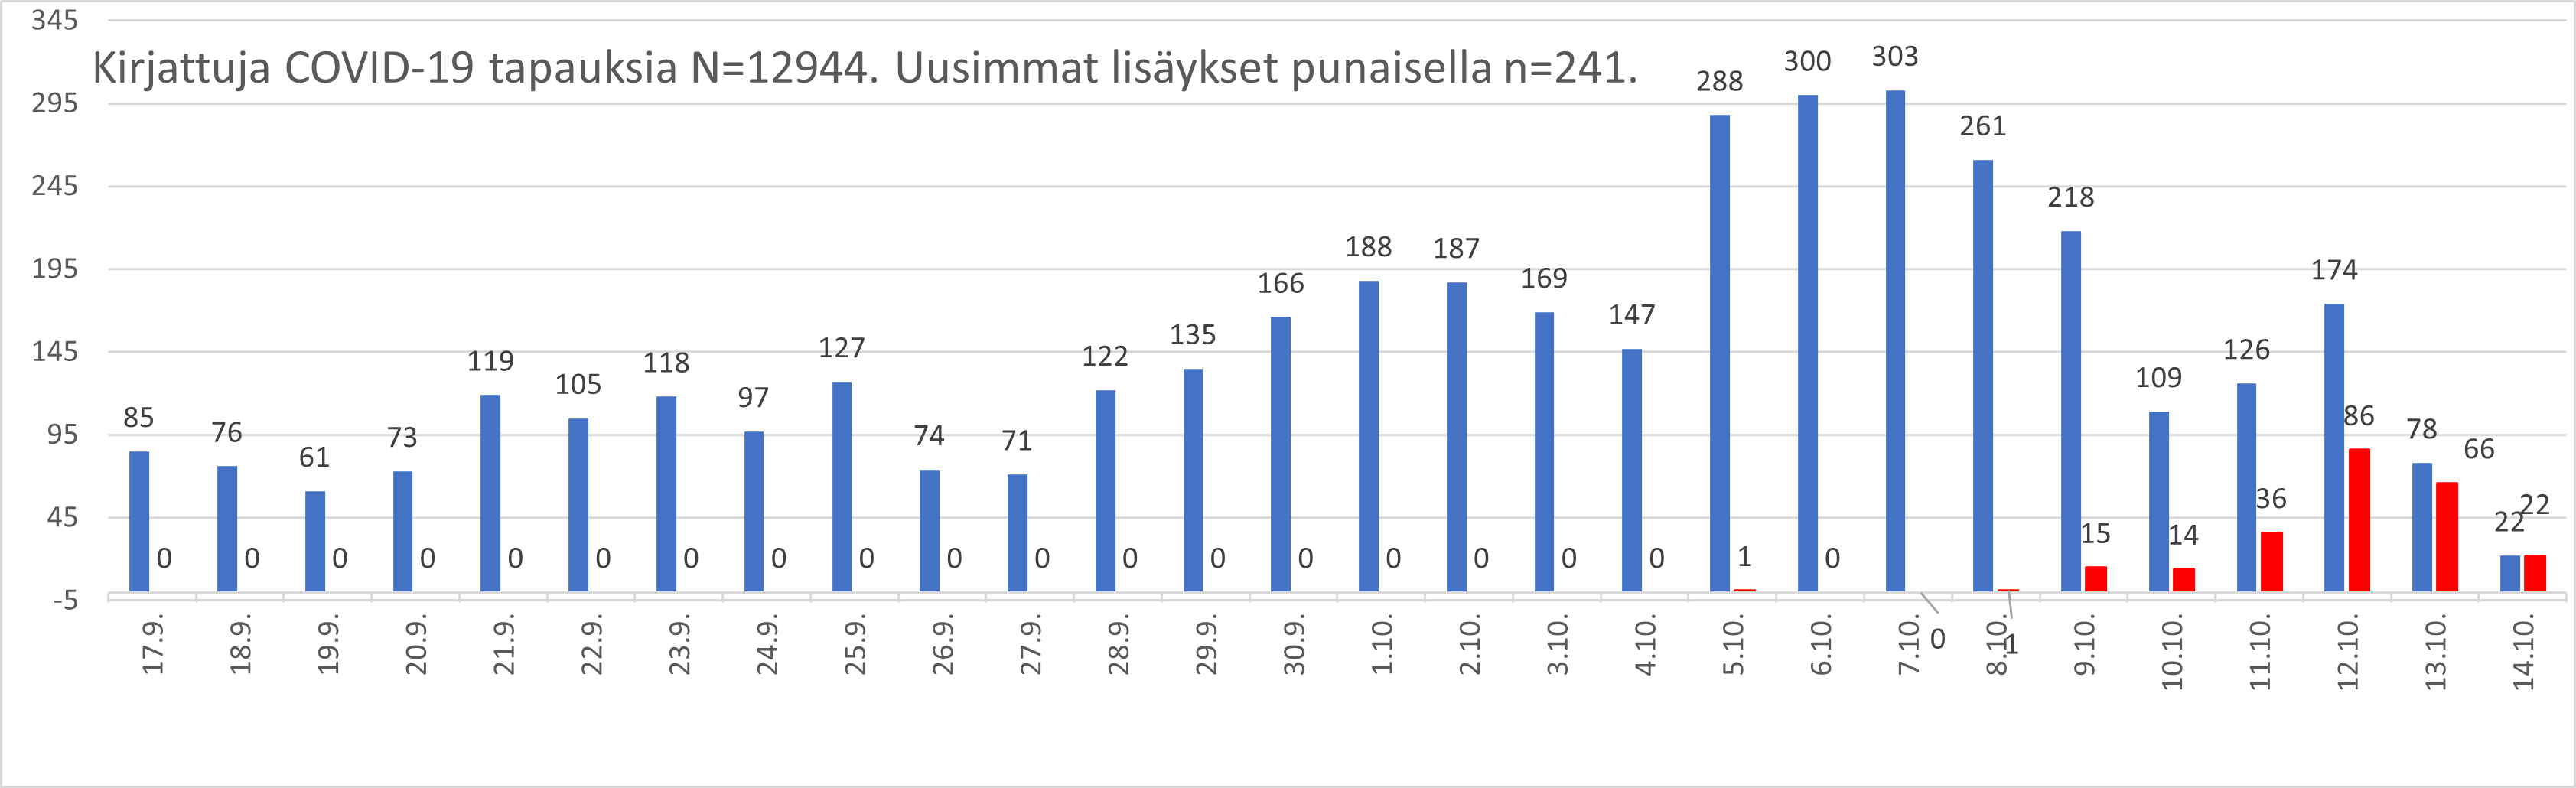 345
Kirjattuja COVID-19 tapauksia N=12944. Uusimmat lisäykset punaisella n=241.
295
245
195
145
95
45
-5
85 76 61 73 119 105 118 97 127 74 71 122 135 166 188 187 169 147 288 300 303 261 218 109 126 174 78 22
0 0 0 0 0 0 0 0 0 0 0 0 0 0 0 0 0 0 1 0 0 1 15 14 36 86 66 22
17.9. 18.9. 19.9. 20.9. 21.9. 22.9. 23.9. 24.9. 25.9. 26.9. 27.9. 28.9. 29.9. 30.9. 1.10. 2.10. 3.10. 4.10. 5.10. 6.10. 7.10. 8.10. 9.10. 10.10. 11.10. 12.10. 13.10. 14.10.